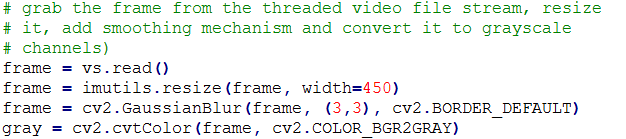 # grab the frame from the threaded video file stream, resize
# it, add smoothing mechanism and convert it to grayscale
# channels)
frame = vs.read()
frame = imutils.resize(frame, width=450)
frame = cv2.GaussianBlur(frame, (3,3), cv2.BORDER_DEFAULT)
gray = cv2.cvtColor(frame, cv2.COLOR_BGR2GRAY)